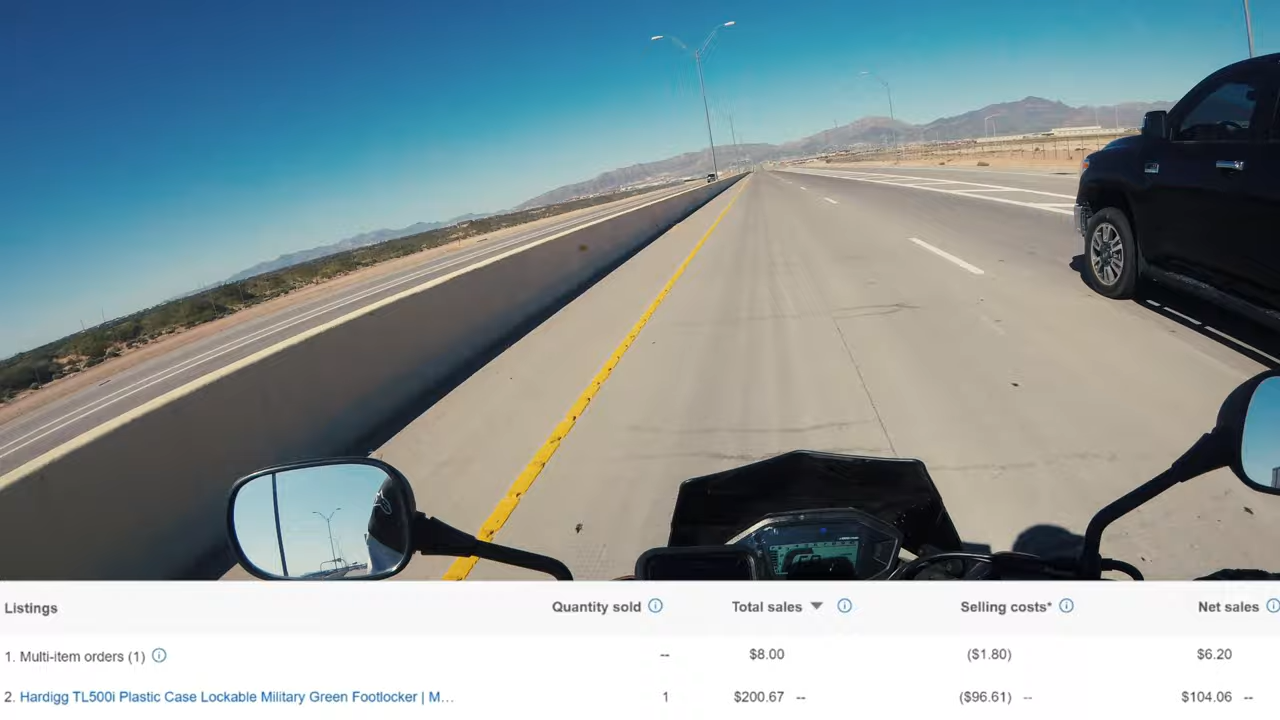 Listings Quantity sold Total sales Selling costs* Net sales
1. Multi-item orders (1) -- $8.00 ($1.80) $6.20
2. Hardigg TL500i Plastic Case Lockable Military Green Footlocker | M... 1 $200.67 -- ($96.61) -- $104.06 --